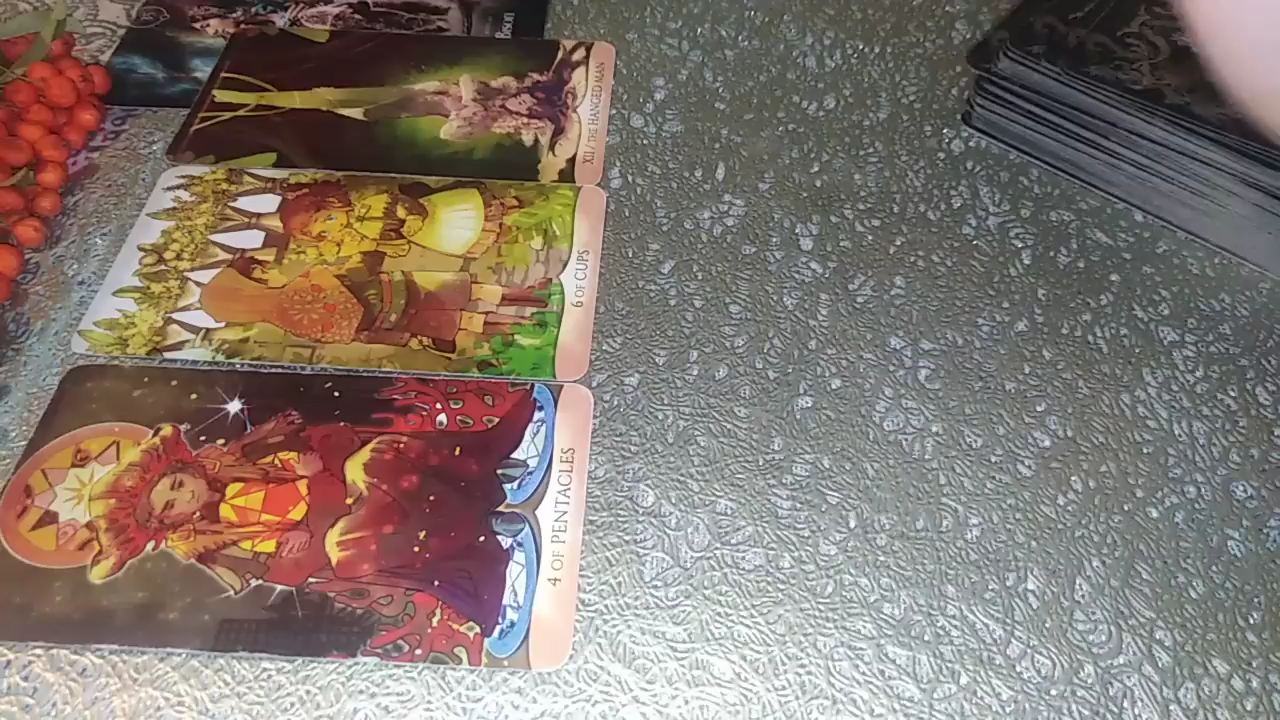 XII / THE HANGED MAN
6 OF CUPS
4 OF PENTACLES